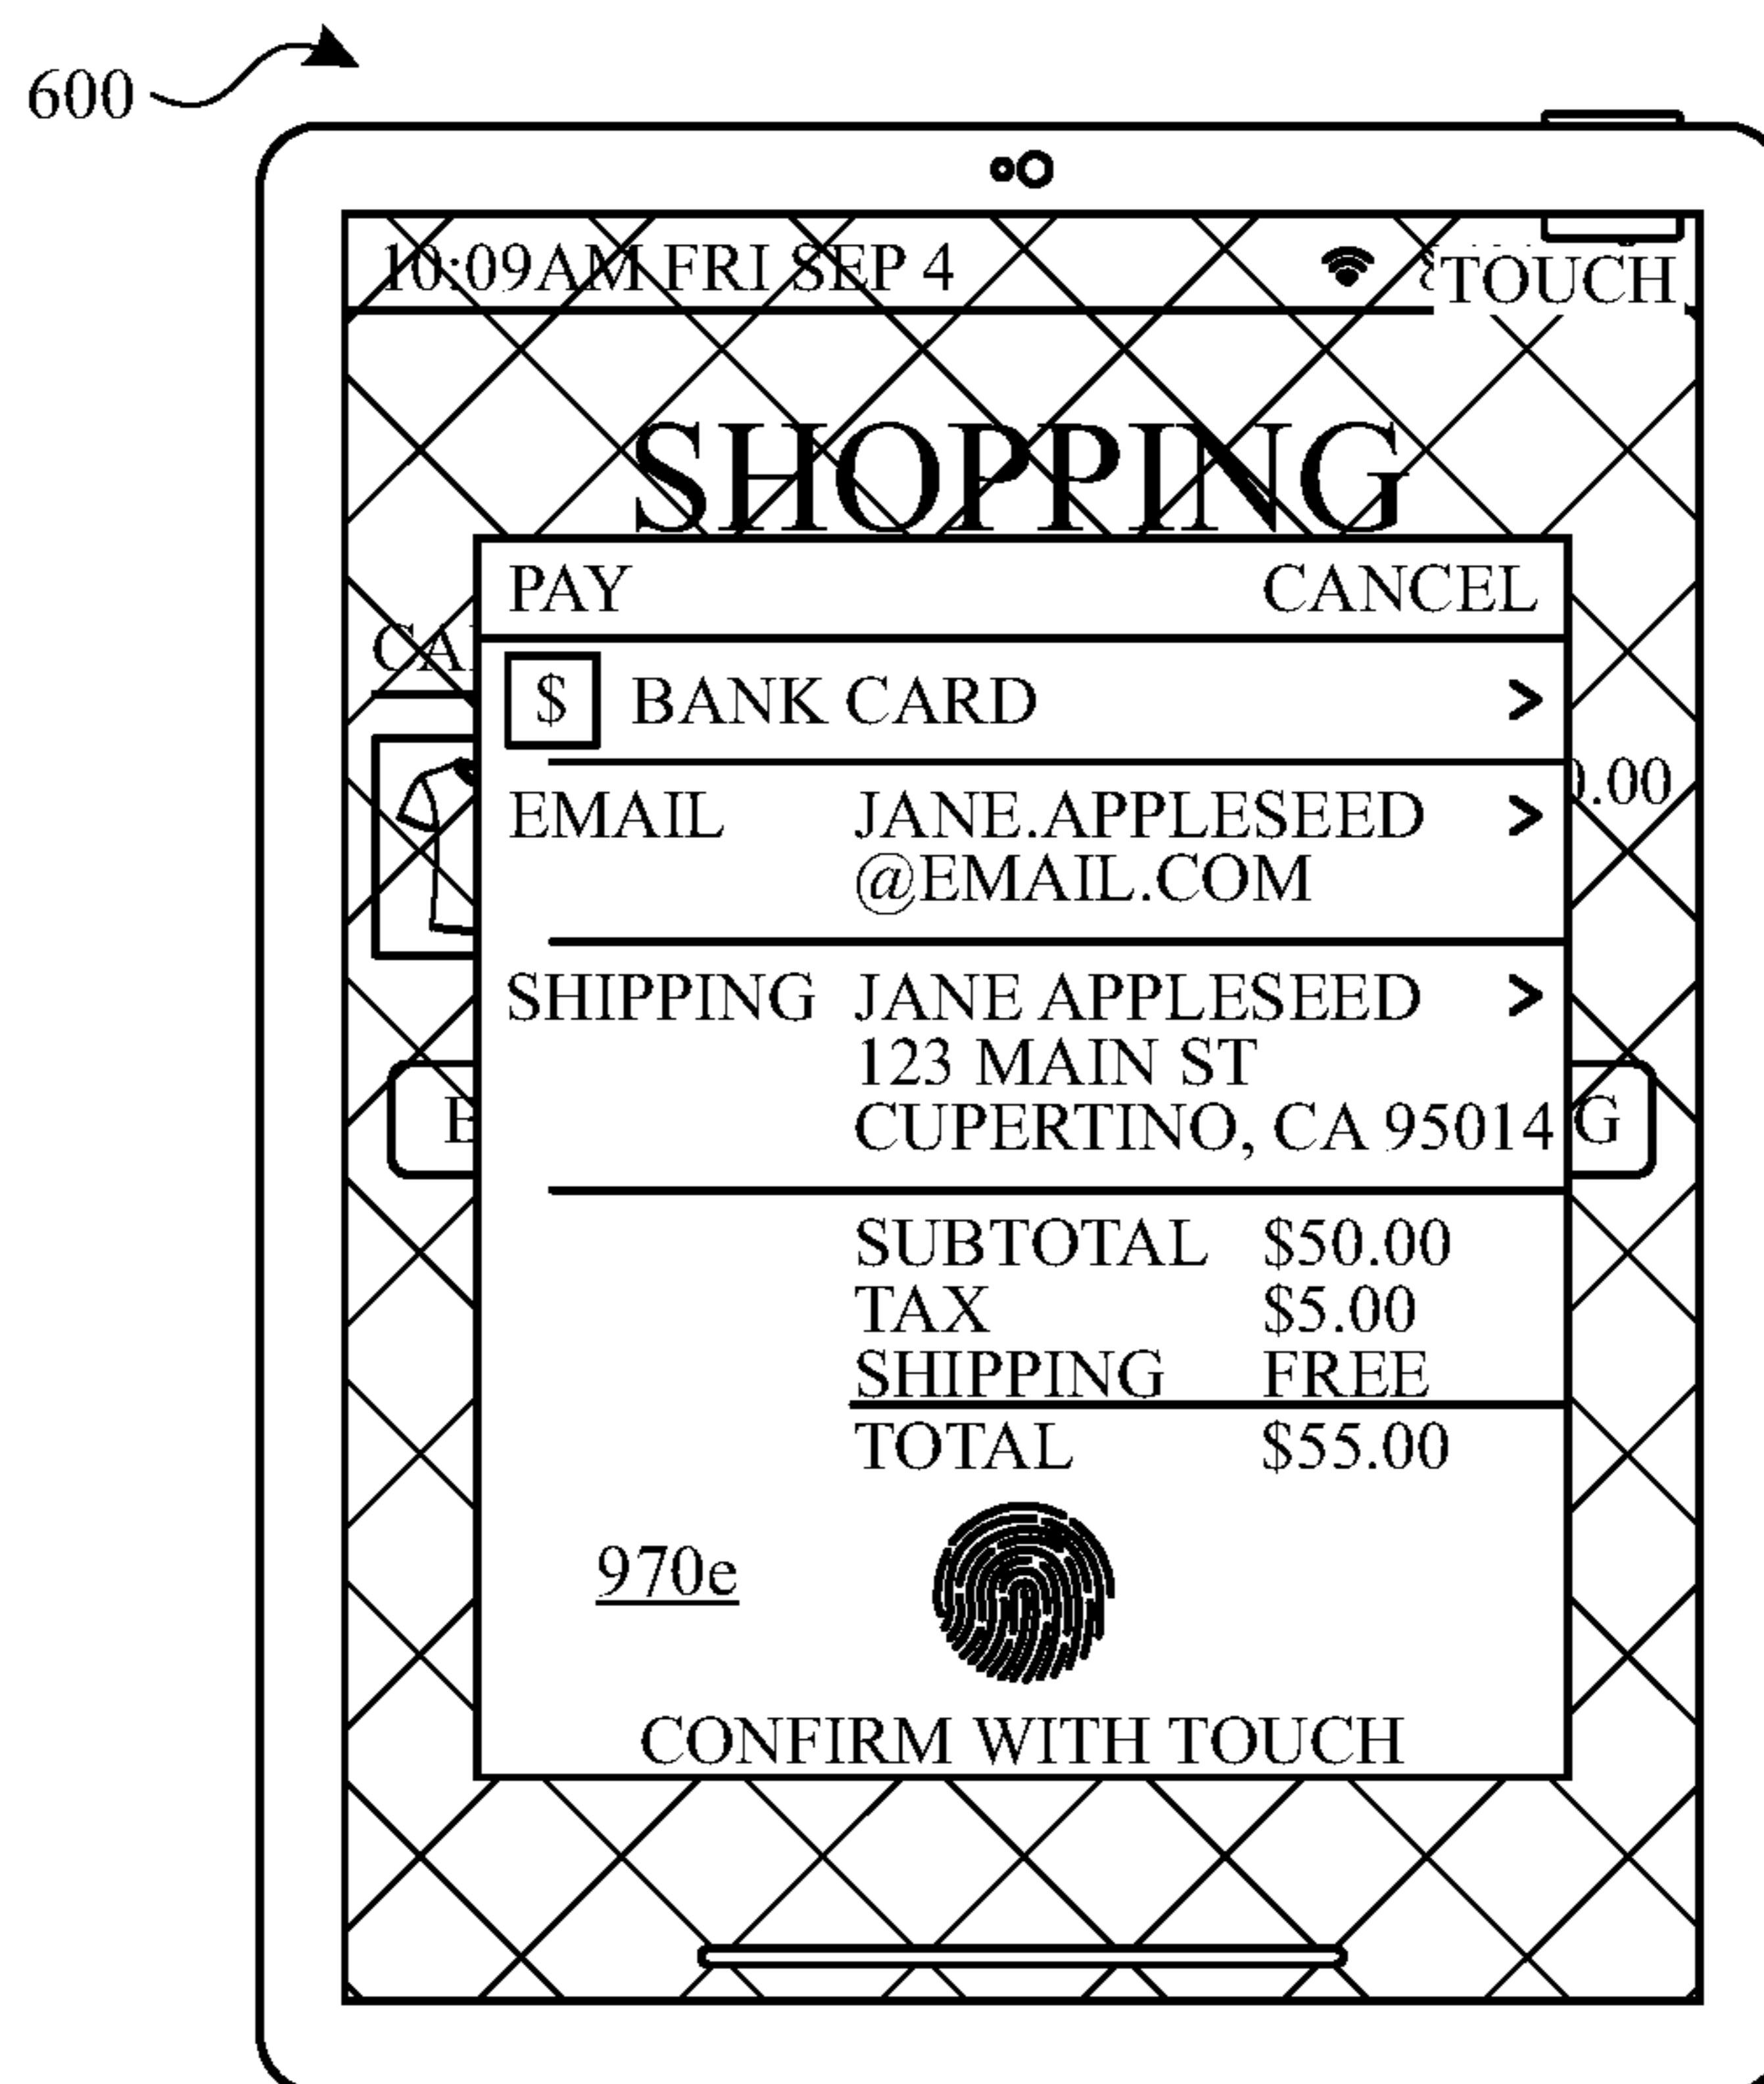 600
10:09AM FRI SEP 4
TOUCH
SHOPPING
PAY CANCEL
$ BANK CARD >
EMAIL JANE.APPLESEED >
@EMAIL.COM
SHIPPING JANE APPLESEED >
123 MAIN ST
CUPERTINO, CA 95014
SUBTOTAL $50.00
TAX $5.00
SHIPPING FREE
TOTAL $55.00
970e
CONFIRM WITH TOUCH